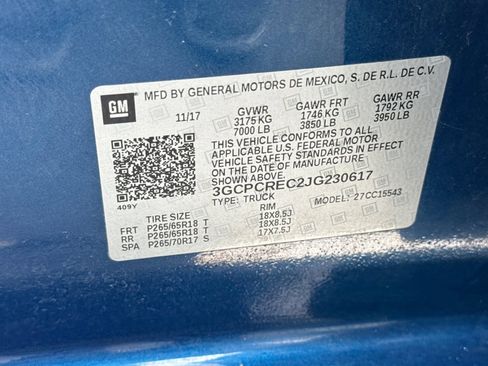 GM
MFD BY GENERAL MOTORS DE MEXICO, S. DE R.L. DE C.V.
11/17 GVWR GAWR FRT GAWR RR
3175 KG 1746 KG 1792 KG
7000 LB 3850 LB 3950 LB
THIS VEHICLE CONFORMS TO ALL
APPLICABLE U.S. FEDERAL MOTOR
VEHICLE SAFETY STANDARDS IN EFFECT
ON THE DATE OF MANUFACTURE
SHOWN ABOVE.
3GCPCREC2JG230617
409Y TYPE: TRUCK MODEL: 27CC15543
TIRE SIZE RIM
FRT P265/65R18 T 18X8.5J
RR P265/65R18 T 18X8.5J
SPA P265/70R17 S 17X7.5J